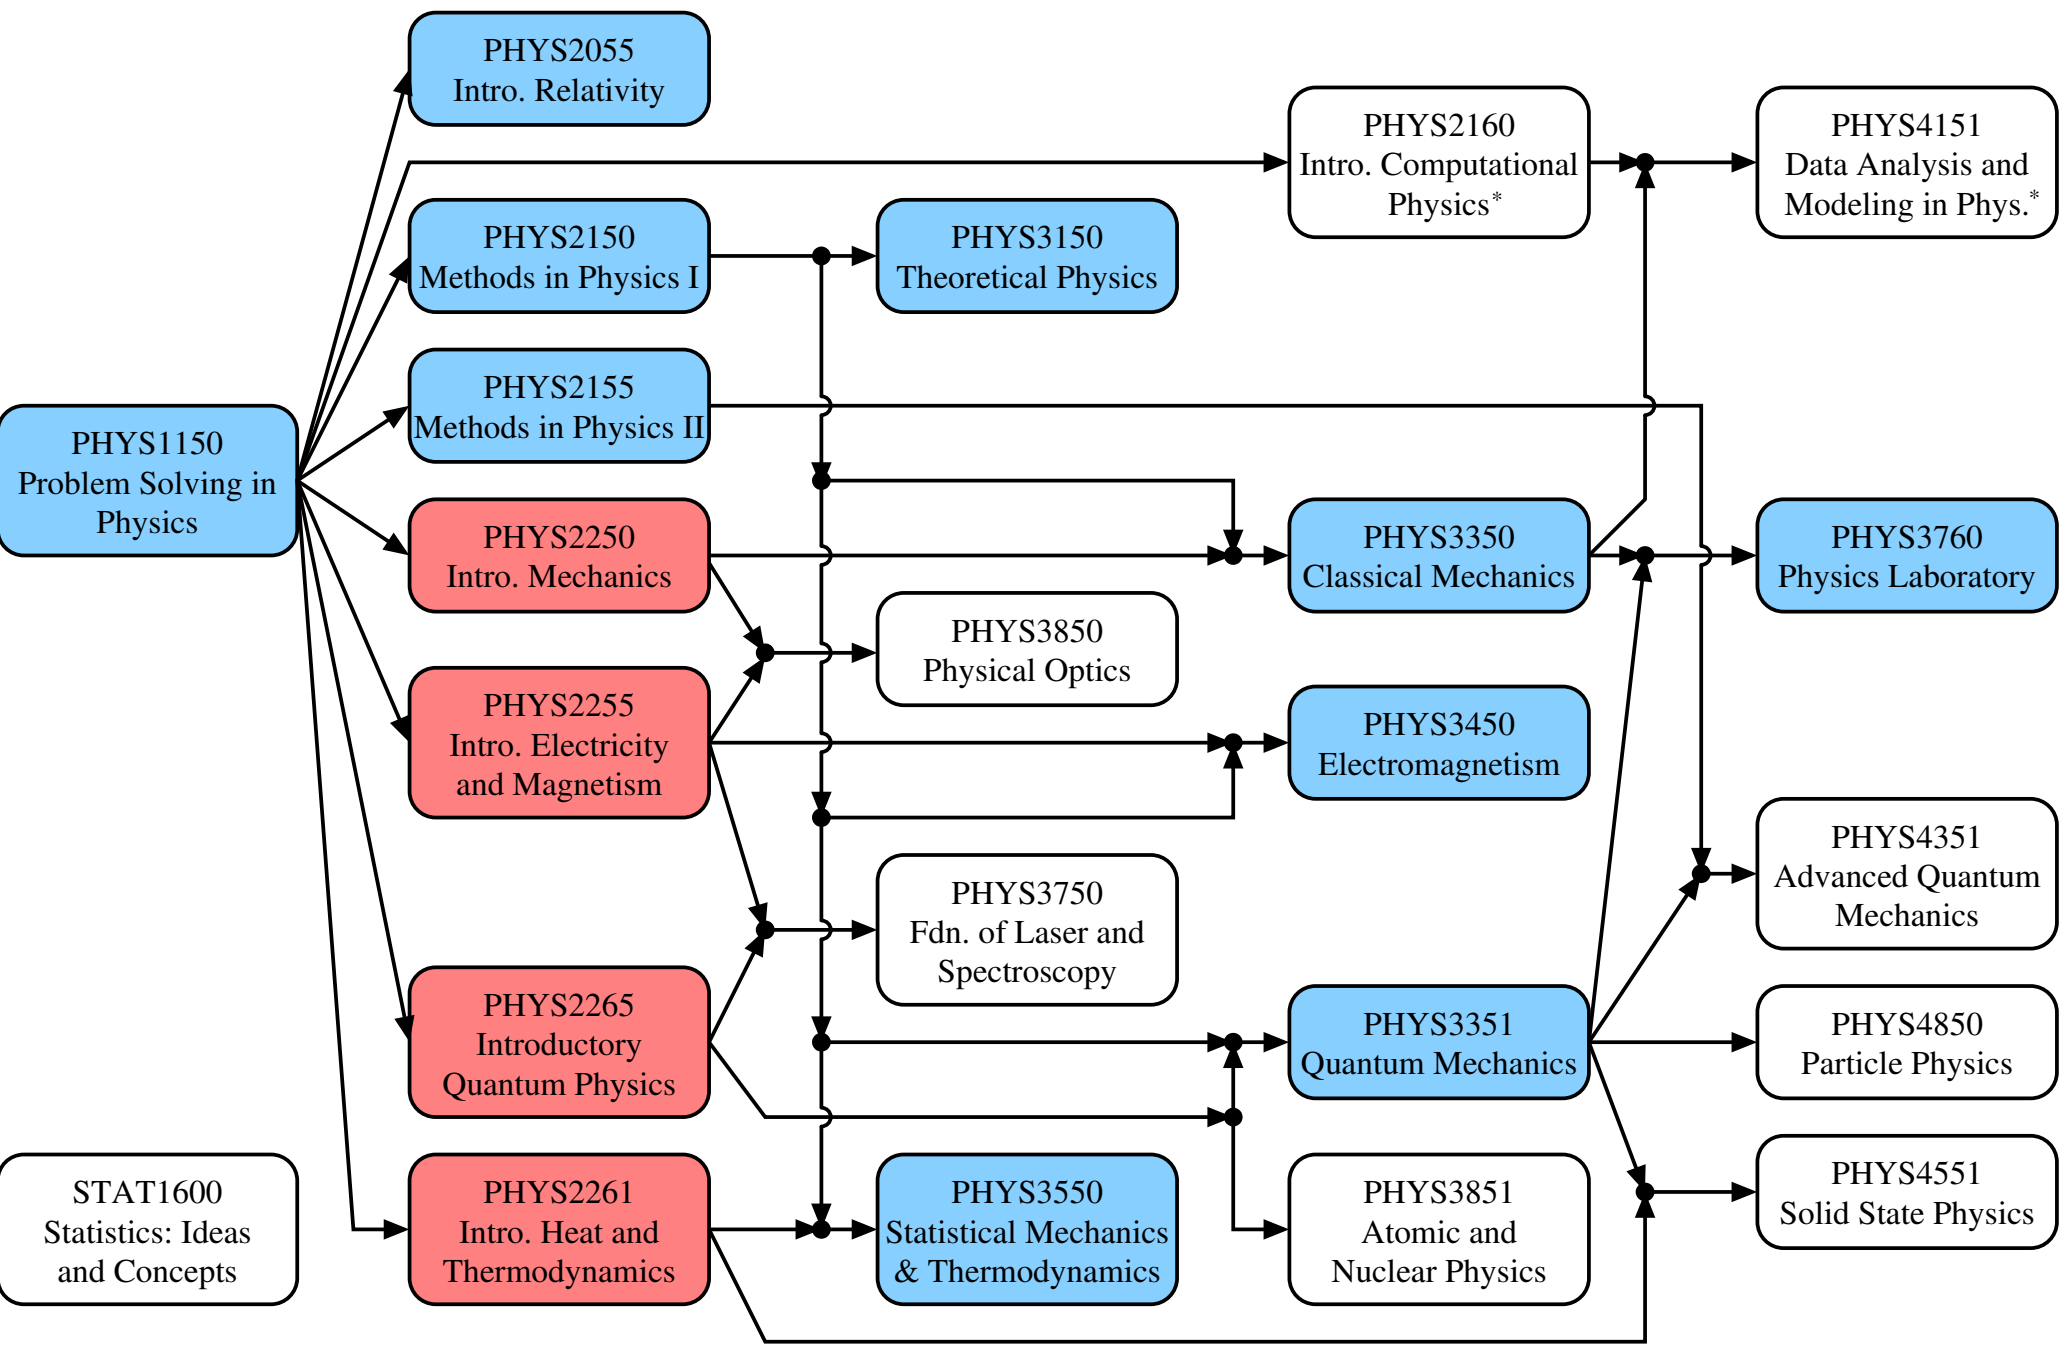 PHYS2055
Intro. Relativity
PHYS2160
Intro. Computational
Physics*
PHYS4151
Data Analysis and
Modeling in Phys.*
PHYS2150
Methods in Physics I
PHYS3150
Theoretical Physics
PHYS2155
Methods in Physics II
PHYS1150
Problem Solving in
Physics
PHYS2250
Intro. Mechanics
PHYS3350
Classical Mechanics
PHYS3760
Physics Laboratory
PHYS3850
Physical Optics
PHYS2255
Intro. Electricity
and Magnetism
PHYS3450
Electromagnetism
PHYS4351
Advanced Quantum
Mechanics
PHYS3750
Fdn. of Laser and
Spectroscopy
PHYS2265
Introductory
Quantum Physics
PHYS3351
Quantum Mechanics
PHYS4850
Particle Physics
STAT1600
Statistics: Ideas
and Concepts
PHYS2261
Intro. Heat and
Thermodynamics
PHYS3550
Statistical Mechanics
& Thermodynamics
PHYS3851
Atomic and
Nuclear Physics
PHYS4551
Solid State Physics